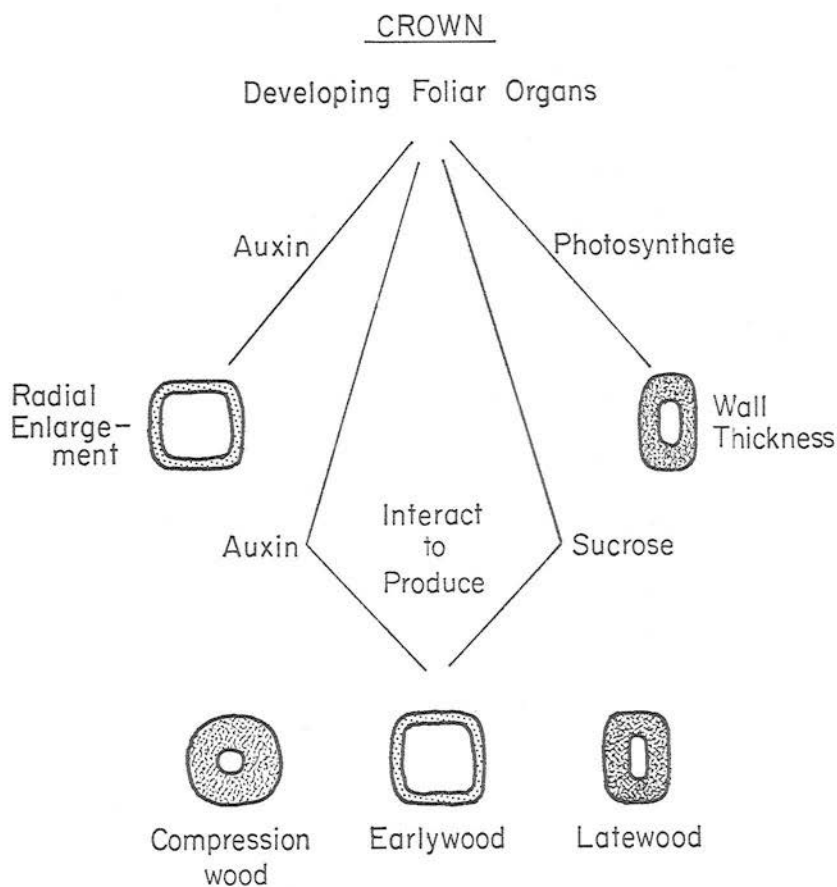 CROWN
Developing Foliar Organs
Auxin
Photosynthate
Radial
Enlarge-
ment
Wall
Thickness
Auxin
Interact
to
Produce
Sucrose
Compression
wood
Earlywood
Latewood